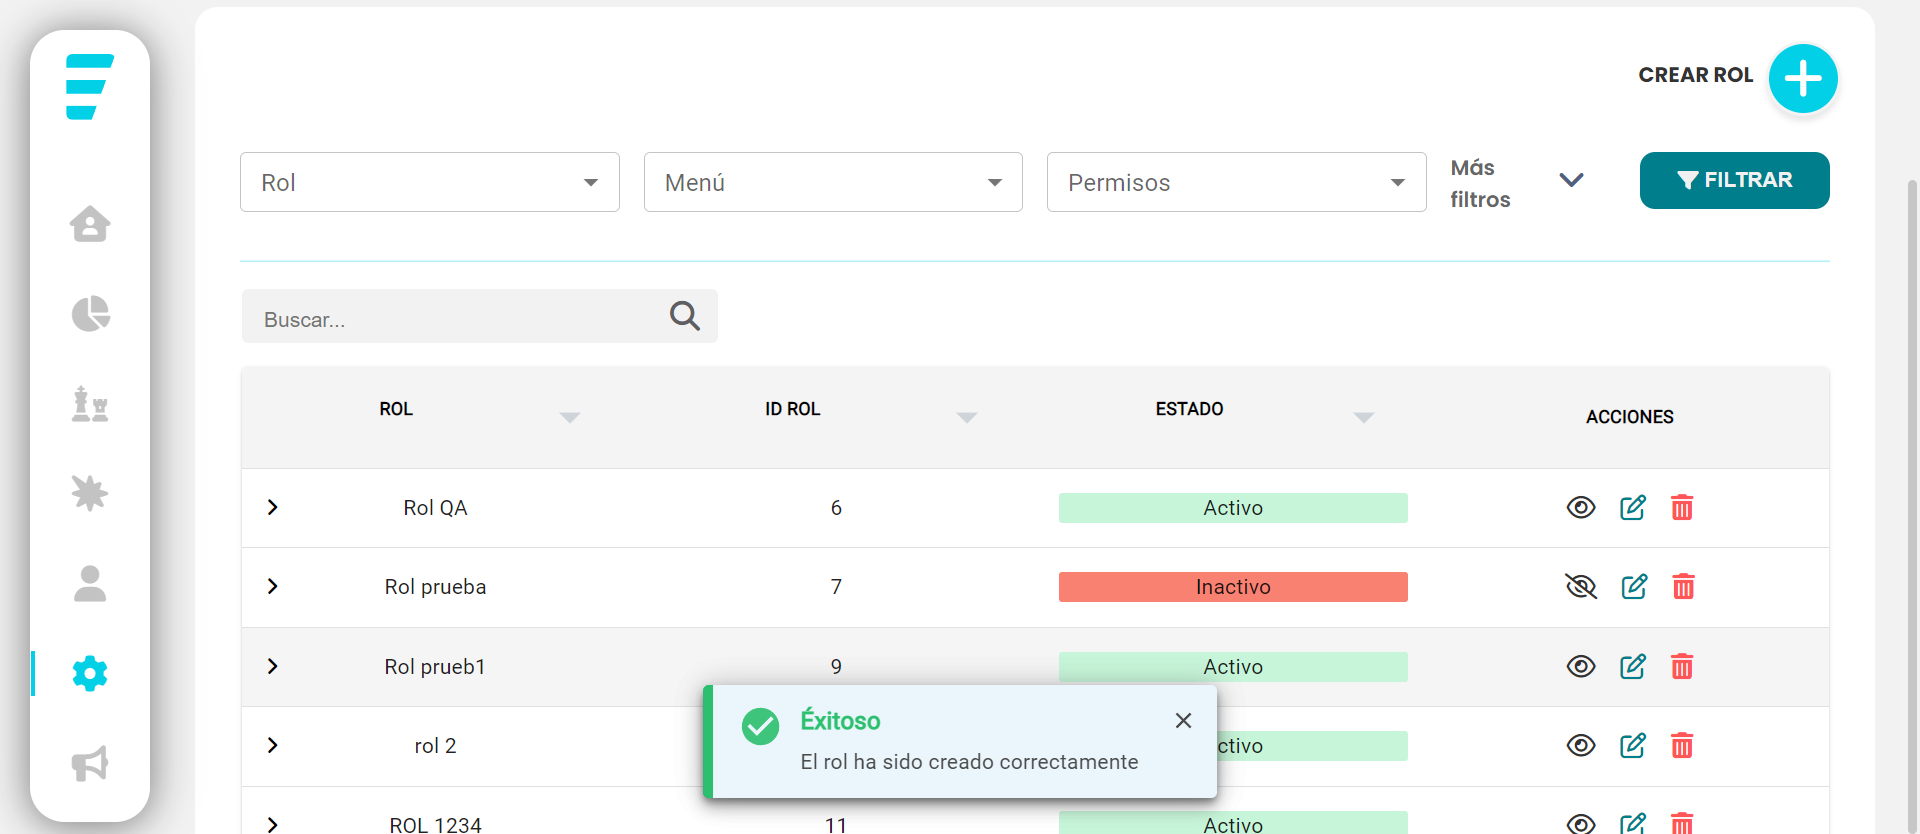 CREAR ROL
Rol
Menú
Permisos
Más
filtros
FILTRAR
Buscar...
ROL
ID ROL
ESTADO
ACCIONES
Rol QA 6 Activo
Rol prueba 7 Inactivo
Rol prueb1 9 Activo
rol 2 ctivo
Éxitoso
El rol ha sido creado correctamente
ROL 1234 11 Activo